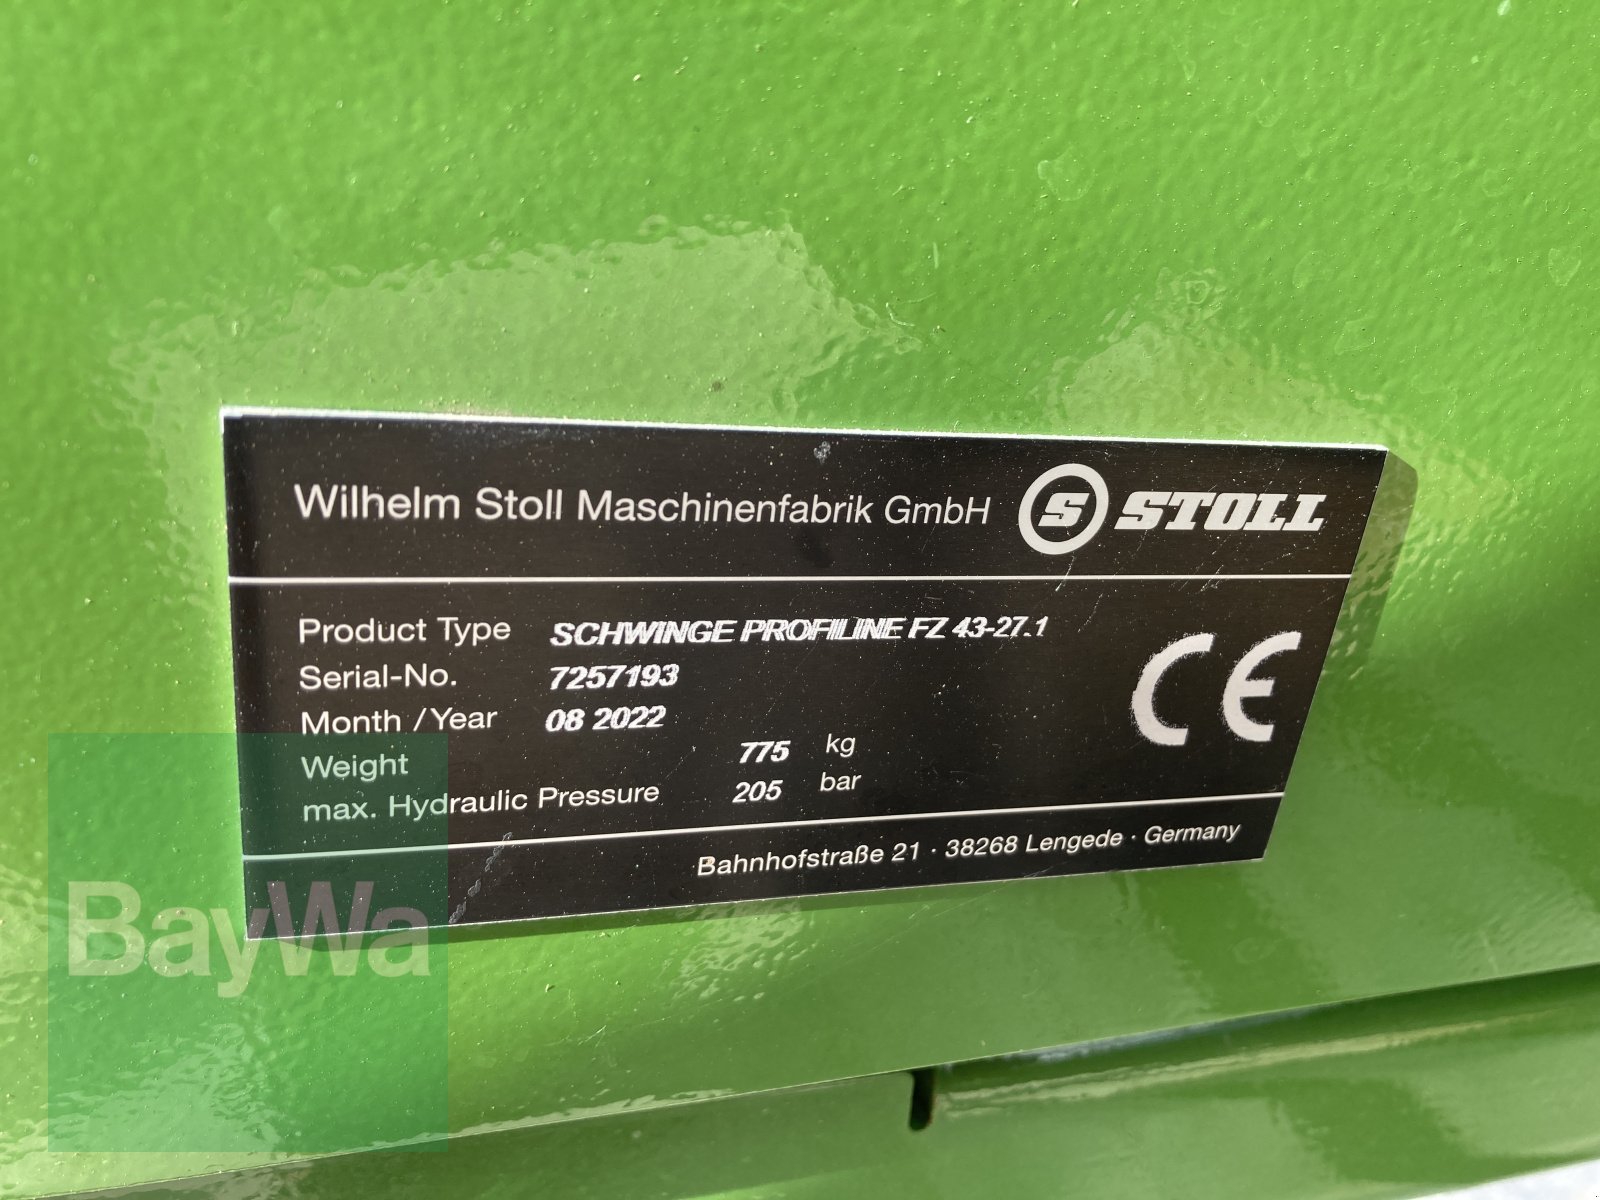 Wilhelm Stoll Maschinenfabrik GmbH S STOLL
Product Type SCHWINGE PROFILINE FZ 43-27.1
Serial-No. 7257193
Month / Year 08 2022
Weight 775 kg
max. Hydraulic Pressure 205 bar
CE
Bahnhofstraße 21 · 38268 Lengede · Germany
BayWa